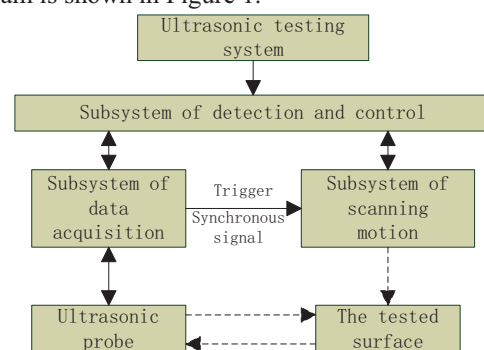 is shown in Figure 1.
Ultrasonic testing
system
Subsystem of detection and control
Subsystem of
data
acquisition
Trigger
Synchronous
signal
Subsystem of
scanning
motion
Ultrasonic
probe
The tested
surface